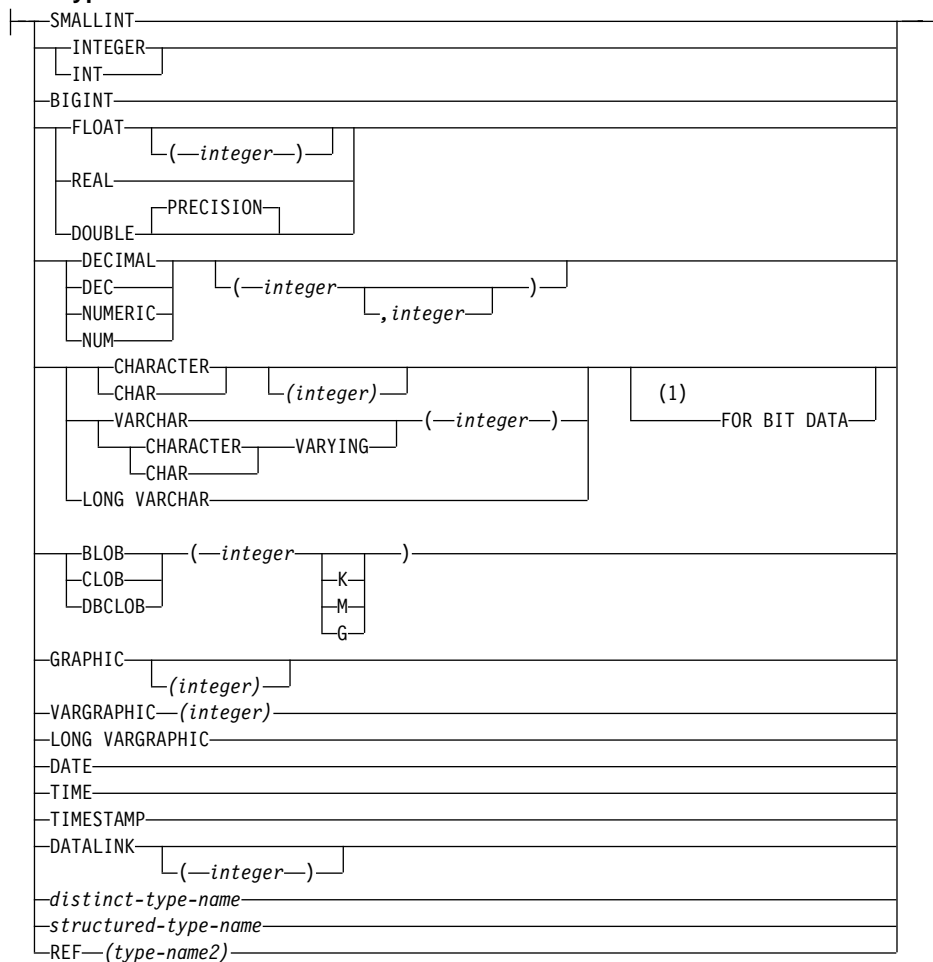 SMALLINT
INTEGER
INT
BIGINT
FLOAT
( integer )
REAL
PRECISION
DOUBLE
DECIMAL
DEC
NUMERIC
NUM
( integer
,integer
)
CHARACTER
CHAR
(integer)
VARCHAR
CHARACTER
CHAR
VARYING
( integer )
LONG VARCHAR
(1)
FOR BIT DATA
BLOB
CLOB
DBCLOB
( integer
K
M
G
)
GRAPHIC
(integer)
VARGRAPHIC (integer)
LONG VARGRAPHIC
DATE
TIME
TIMESTAMP
DATALINK
( integer )
distinct-type-name
structured-type-name
REF (type-name2)